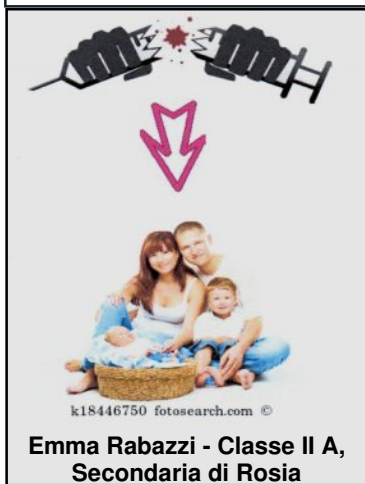 k18446750 fotosearch.com ©
Emma Rabazzi - Classe II A,
Secondaria di Rosia